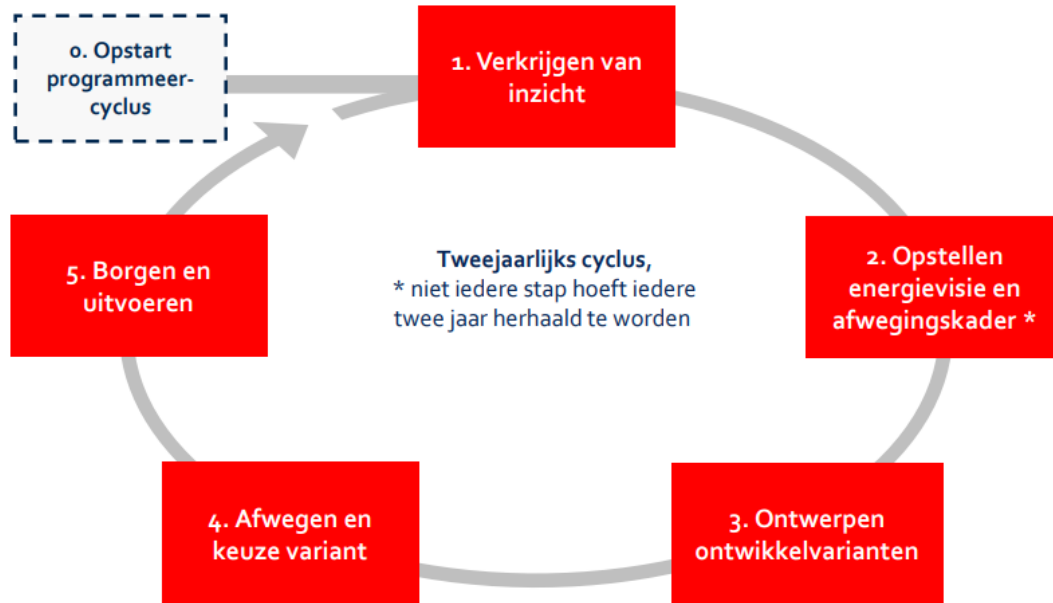 0. Opstart
programmeer-
cyclus
1. Verkrijgen van
inzicht
2. Opstellen
energievisie en
afwegingskader *
3. Ontwerpen
ontwikkelvarianten
4. Afwegen en
keuze variant
5. Borgen en
uitvoeren
Tweejaarlijks cyclus,
* niet iedere stap hoeft iedere
twee jaar herhaald te worden